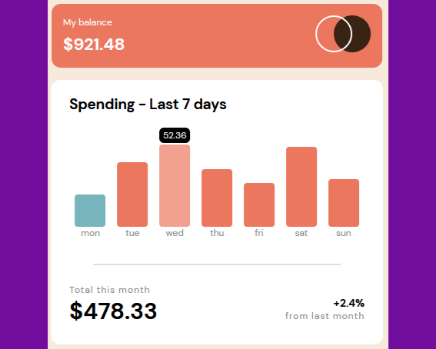 My balance
$921.48
Spending - Last 7 days
52.36
mon tue wed thu fri sat sun
Total this month
$478.33
+2.4%
from last month